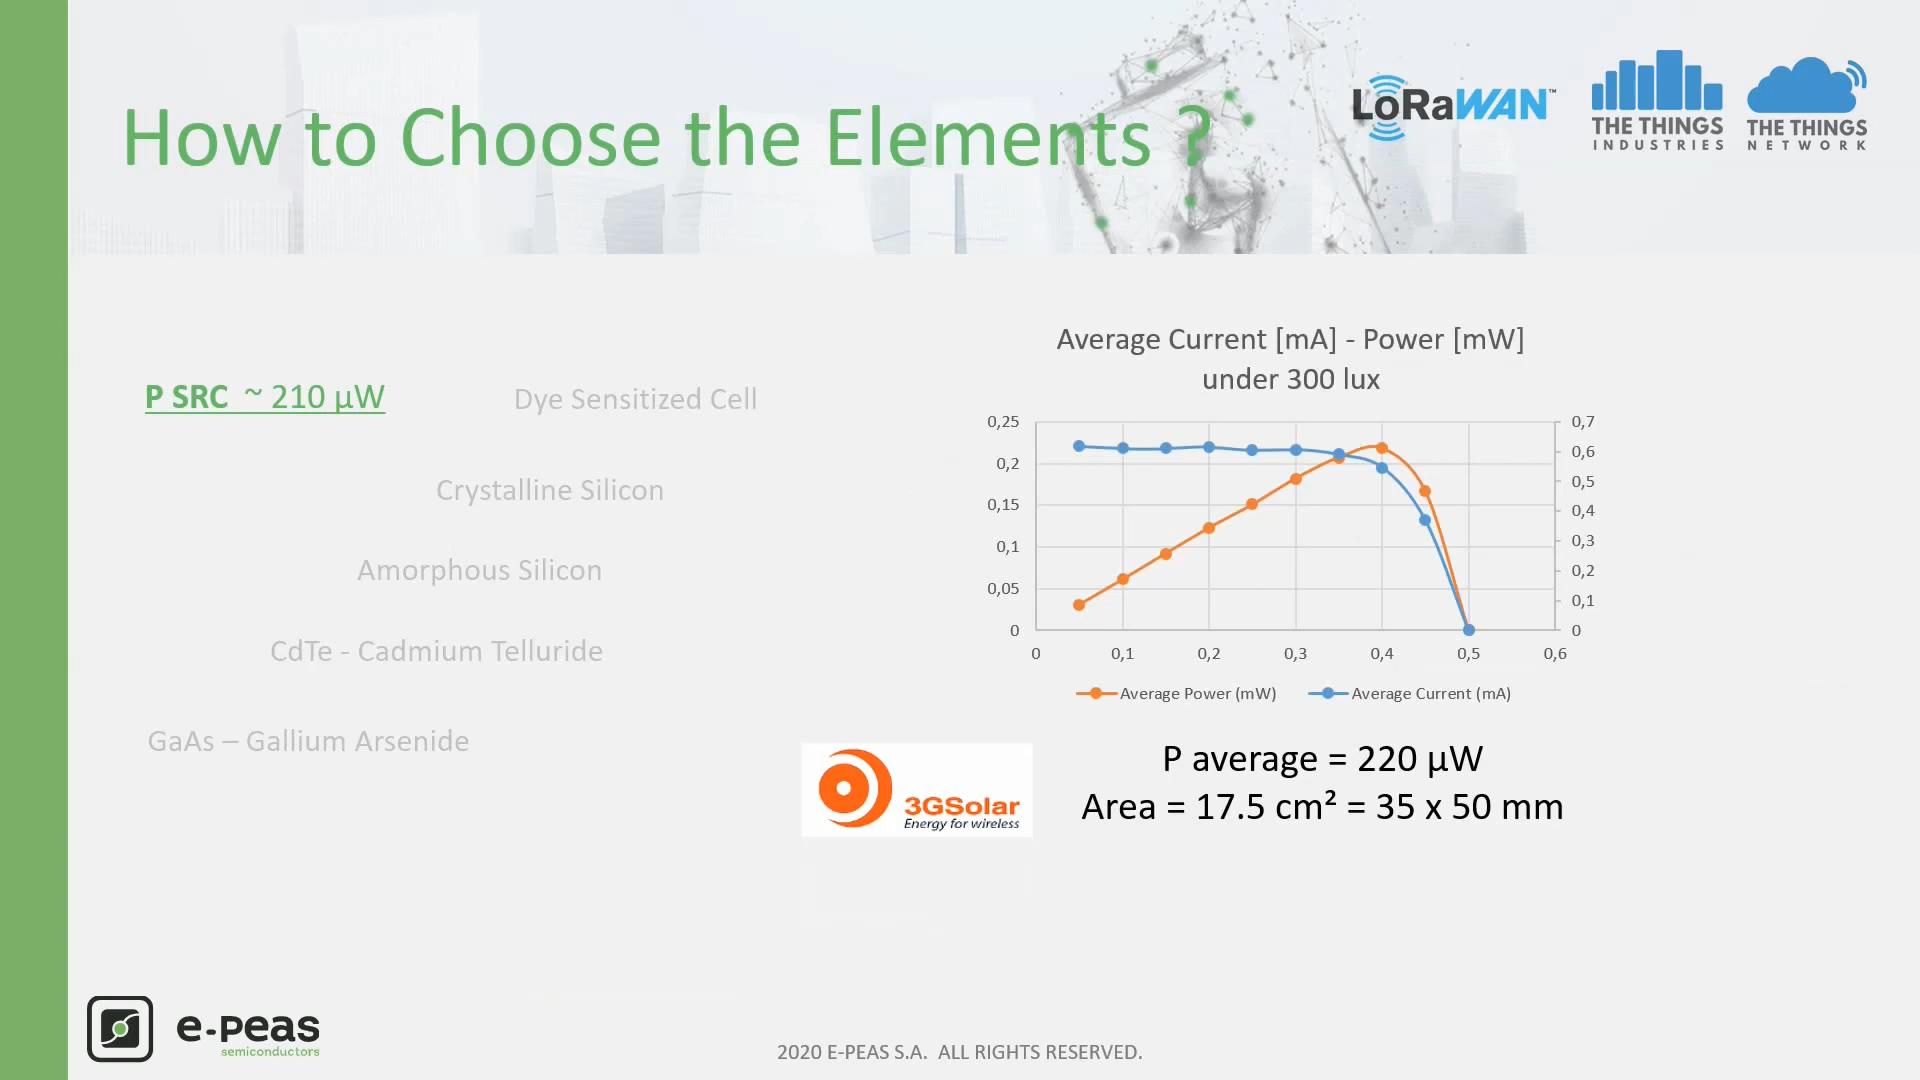 How to Choose the Elements ?
LoRaWAN™
THE THINGS
INDUSTRIES
THE THINGS
NETWORK
P SRC ~ 210 µW
Dye Sensitized Cell
Crystalline Silicon
Amorphous Silicon
CdTe - Cadmium Telluride
GaAs – Gallium Arsenide
Average Current [mA] - Power [mW]
under 300 lux
0,25
0,2
0,15
0,1
0,05
0
0,7
0,6
0,5
0,4
0,3
0,2
0,1
0
0 0,1 0,2 0,3 0,4 0,5 0,6
Average Power (mW) Average Current (mA)
3GSolar
Energy for wireless
P average = 220 µW
Area = 17.5 cm² = 35 x 50 mm
e-peas
semiconductors
2020 E-PEAS S.A. ALL RIGHTS RESERVED.